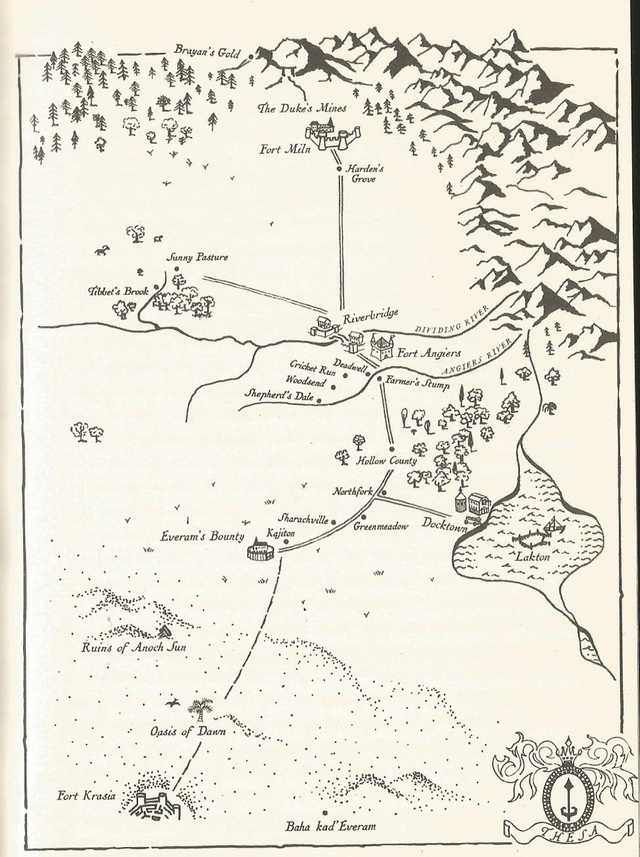 Brayan's Gold
The Duke's Mines
Fort Miln
Harden's
Grove
Sunny Pasture
Tibbet's Brook
Riverbridge
DIVIDING RIVER
Fort Angiers
ANGIERS RIVER
Deadwell
Cricket Run
Woodsend
Farmer's Stump
Shepherd's Dale
Hollow County
Northfork
Sharachville
Greenmeadow
Docktown
Everam's Bounty
Kajiton
Lakton
Ruins of Anoch Sun
Oasis of Dawn
Fort Krasia
Baha kad'Everam
THESA